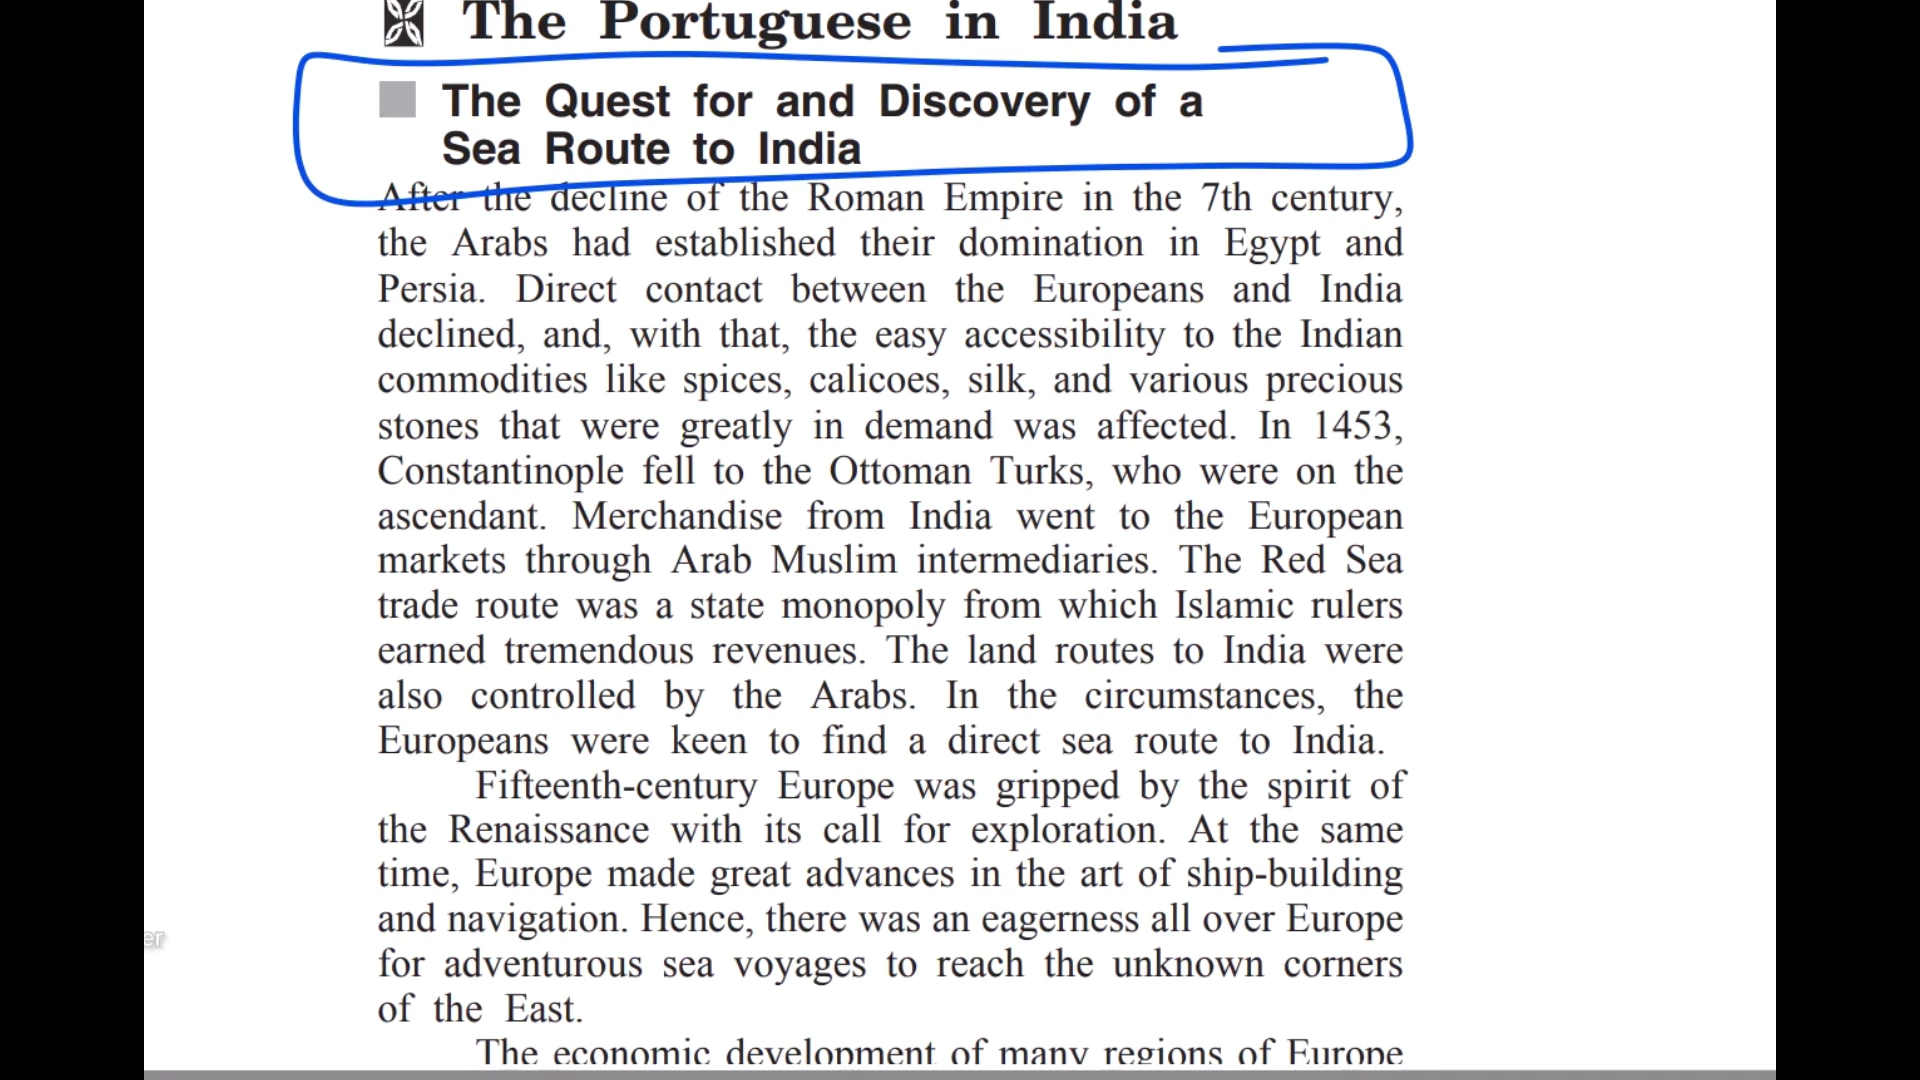 The Portuguese in India
The Quest for and Discovery of a
Sea Route to India
After the decline of the Roman Empire in the 7th century,
the Arabs had established their domination in Egypt and
Persia. Direct contact between the Europeans and India
declined, and, with that, the easy accessibility to the Indian
commodities like spices, calicoes, silk, and various precious
stones that were greatly in demand was affected. In 1453,
Constantinople fell to the Ottoman Turks, who were on the
ascendant. Merchandise from India went to the European
markets through Arab Muslim intermediaries. The Red Sea
trade route was a state monopoly from which Islamic rulers
earned tremendous revenues. The land routes to India were
also controlled by the Arabs. In the circumstances, the
Europeans were keen to find a direct sea route to India.
Fifteenth-century Europe was gripped by the spirit of
the Renaissance with its call for exploration. At the same
time, Europe made great advances in the art of ship-building
and navigation. Hence, there was an eagerness all over Europe
for adventurous sea voyages to reach the unknown corners
of the East.
The economic development of many regions of Europe
er